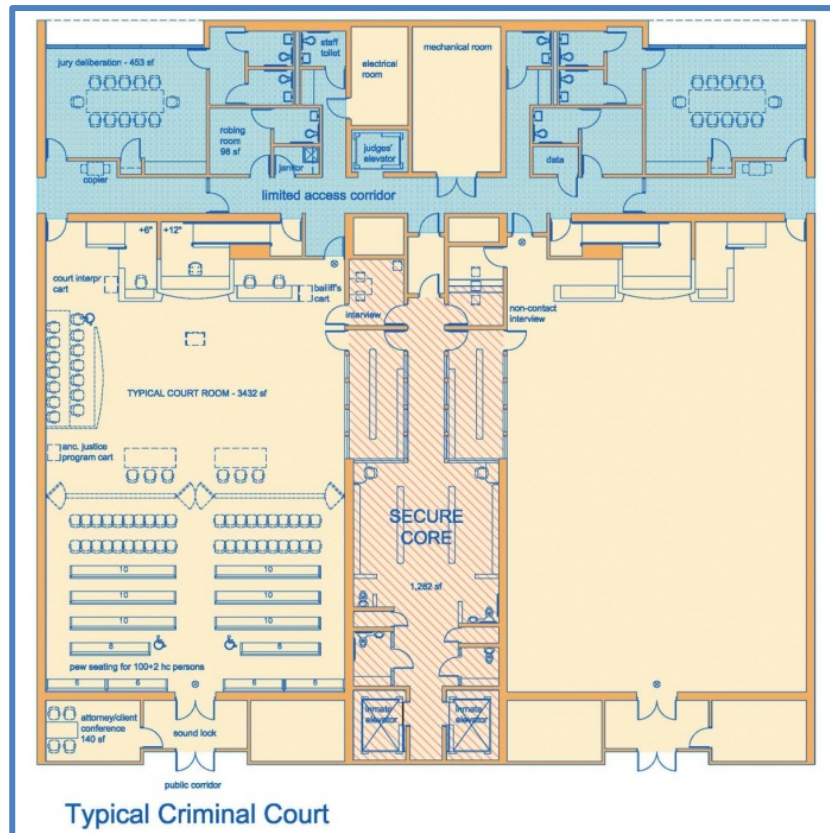 jury deliberation - 453 sf
staff
toilet
electrical
room
mechanical room
robing
room
98 sf
judges'
elevator
janitor
data
copier
limited access corridor
+6"
+12"
court interpr
cart
bailiff's
cart
interview
non-contact
interview
TYPICAL COURT ROOM - 3432 sf
anc. justice
program cart
SECURE
CORE
1,282 sf
10
10
10
10
10
10
8
8
pew seating for 100+2 hc persons
6
6
6
6
attorney/client
conference
140 sf
sound lock
inmate
elevator
inmate
elevator
public corridor
Typical Criminal Court